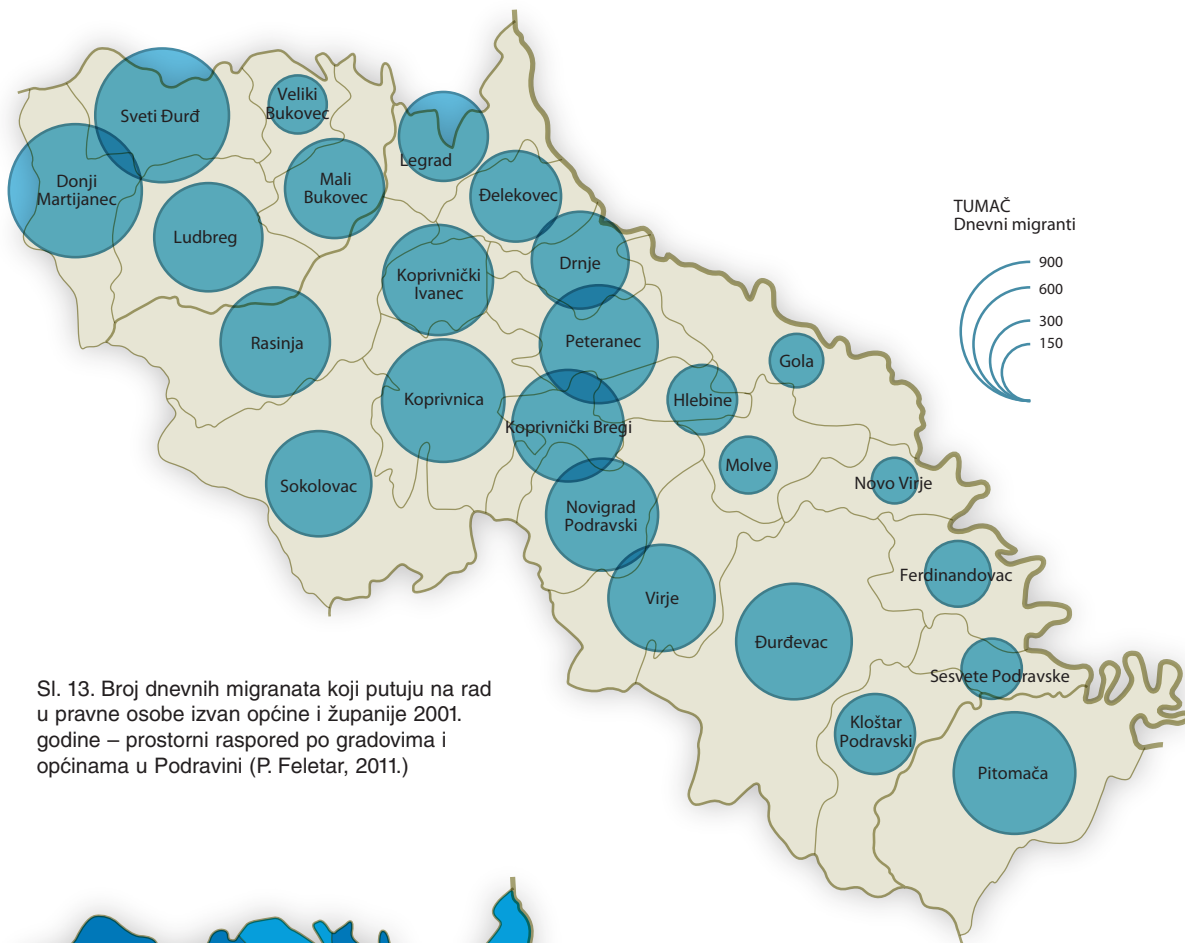 Sveti Đurđ
Veliki
Bukovec
Legrad
Donji
Martijanec
Mali
Bukovec
Đelekovec
Ludbreg
Drnje
Koprivnički
Ivanec
Rasinja
Peteranec
Gola
Koprivnica
Hlebine
Koprivnički Bregi
Molve
Sokolovac
Novo Virje
Novigrad
Podravski
Ferdinandovac
Virje
Đurđevac
Sesvete Podravske
Kloštar
Podravski
Pitomača
TUMAČ
Dnevni migranti
900
600
300
150
Sl. 13. Broj dnevnih migranata koji putuju na rad
u pravne osobe izvan općine i županije 2001.
godine – prostorni raspored po gradovima i
općinama u Podravini (P. Feletar, 2011.)